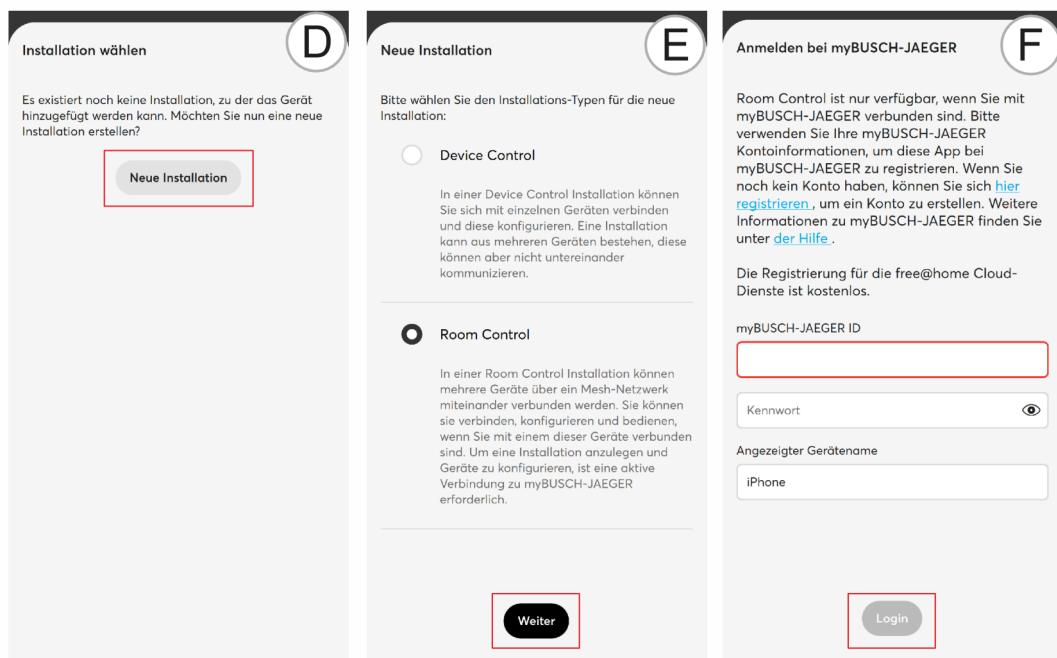 D
Installation wählen
Es existiert noch keine Installation, zu der das Gerät
hinzugefügt werden kann. Möchten Sie nun eine neue
Installation erstellen?
Neue Installation
E
Neue Installation
Bitte wählen Sie den Installations-Typen für die neue
Installation:
Device Control
In einer Device Control Installation können
Sie sich mit einzelnen Geräten verbinden
und diese konfigurieren. Eine Installation
kann aus mehreren Geräten bestehen, diese
können aber nicht untereinander
kommunizieren.
Room Control
In einer Room Control Installation können
mehrere Geräte über ein Mesh-Netzwerk
miteinander verbunden werden. Sie können
sie verbinden, konfigurieren und bedienen,
wenn Sie mit einem dieser Geräte verbunden
sind. Um eine Installation anzulegen und
Geräte zu konfigurieren, ist eine aktive
Verbindung zu myBUSCH-JAEGER
erforderlich.
Weiter
F
Anmelden bei myBUSCH-JAEGER
Room Control ist nur verfügbar, wenn Sie mit
myBUSCH-JAEGER verbunden sind. Bitte
verwenden Sie Ihre myBUSCH-JAEGER
Kontoinformationen, um diese App bei
myBUSCH-JAEGER zu registrieren. Wenn Sie
noch kein Konto haben, können Sie sich hier
registrieren , um ein Konto zu erstellen. Weitere
Informationen zu myBUSCH-JAEGER finden Sie
unter der Hilfe .
Die Registrierung für die free@home Cloud-
Dienste ist kostenlos.
myBUSCH-JAEGER ID
Kennwort
Angezeigter Gerätename
iPhone
Login